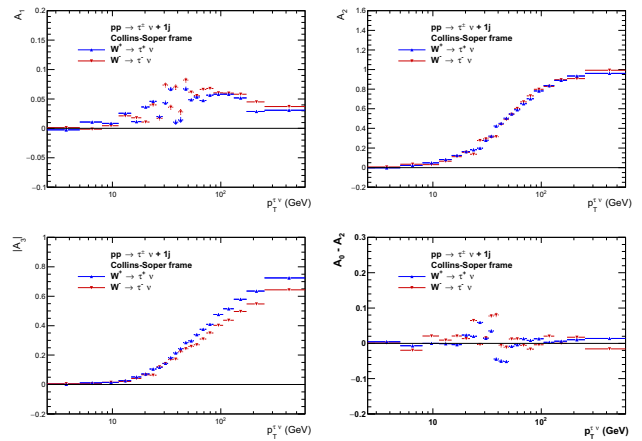 A₁
0.2
0.15
0.1
0.05
0
−0.05
−0.1
pp → τ± ν + 1j
Collins-Soper frame
W⁺ → τ⁺ ν
W⁻ → τ⁻ ν
10
10²
p_T^{τ ν} (GeV)
A₂
1.6
1.4
1.2
1
0.8
0.6
0.4
0.2
0
−0.2
pp → τ± ν + 1j
Collins-Soper frame
W⁺ → τ⁺ ν
W⁻ → τ⁻ ν
10
10²
p_T^{τ ν} (GeV)
|A₃|
1
0.8
0.6
0.4
0.2
0
−0.2
pp → τ± ν + 1j
Collins-Soper frame
W⁺ → τ⁺ ν
W⁻ → τ⁻ ν
10
10²
p_T^{τ ν} (GeV)
A₀ - A₂
0.3
0.2
0.1
0
−0.1
−0.2
pp → τ± ν + 1j
Collins-Soper frame
W⁺ → τ⁺ ν
W⁻ → τ⁻ ν
10
10²
p_T^{τ ν} (GeV)